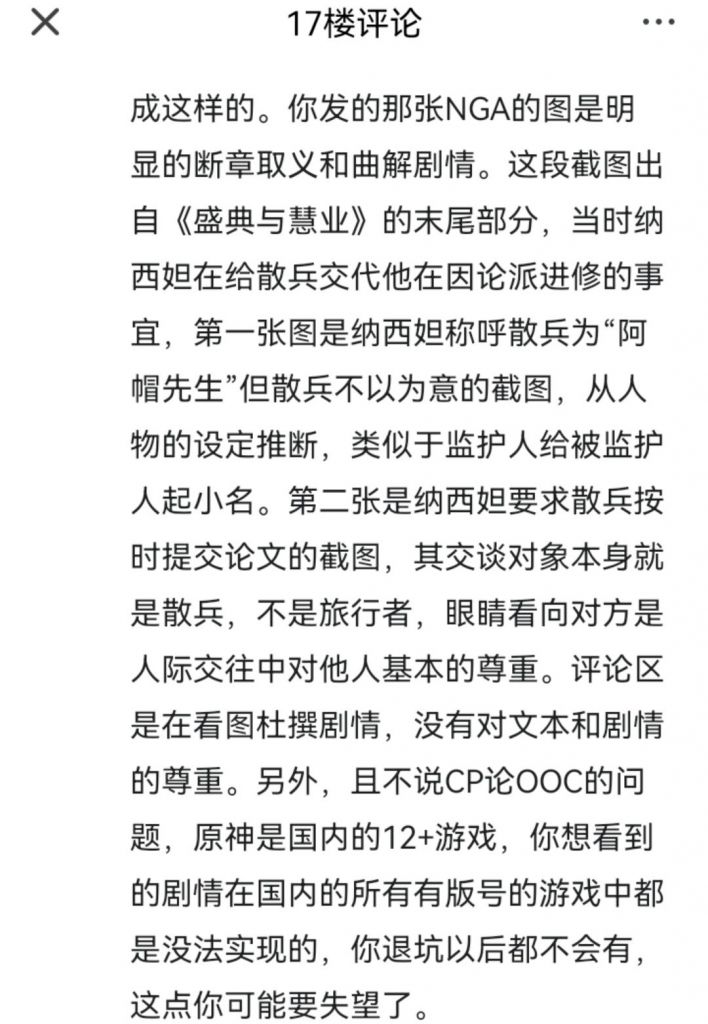 17楼评论
成这样的。你发的那张NGA的图是明
显的断章取义和曲解剧情。这段截图出
自《盛典与慧业》的末尾部分，当时纳
西妲在给散兵交代他在因论派进修的事
宜，第一张图是纳西妲称呼散兵为“阿
帽先生”但散兵不以为意的截图，从人
物的设定推断，类似于监护人给被监护
人起小名。第二张是纳西妲要求散兵按
时提交论文的截图，其交谈对象本身就
是散兵，不是旅行者，眼睛看向对方是
人际交往中对他人基本的尊重。评论区
是在看图杜撰剧情，没有对文本和剧情
的尊重。另外，且不说CP论OOC的问
题，原神是国内的12+游戏，你想看到
的剧情在国内的所有有版号的游戏中都
是没法实现的，你退坑以后都不会有，
这点你可能要失望了。